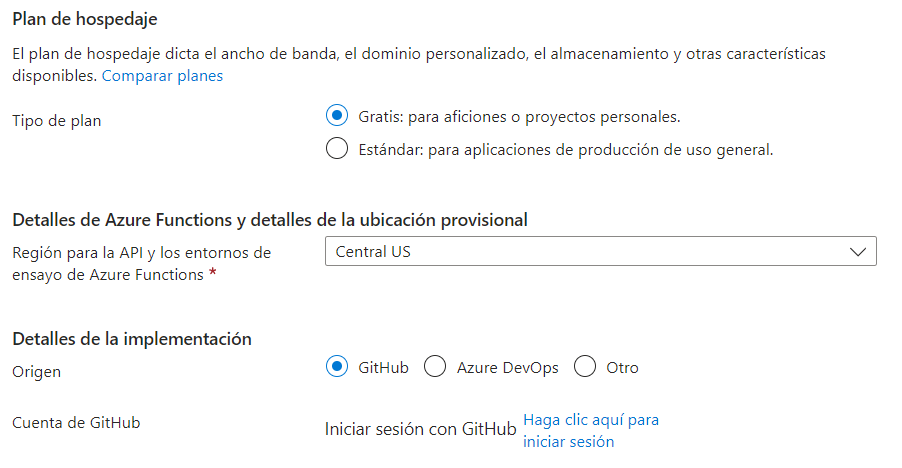 Plan de hospedaje
El plan de hospedaje dicta el ancho de banda, el dominio personalizado, el almacenamiento y otras características
disponibles. Comparar planes
Tipo de plan
Gratis: para aficiones o proyectos personales.
Estándar: para aplicaciones de producción de uso general.
Detalles de Azure Functions y detalles de la ubicación provisional
Región para la API y los entornos de
ensayo de Azure Functions *
Central US
Detalles de la implementación
Origen
GitHub Azure DevOps Otro
Cuenta de GitHub
Iniciar sesión con GitHub
Haga clic aquí para
iniciar sesión